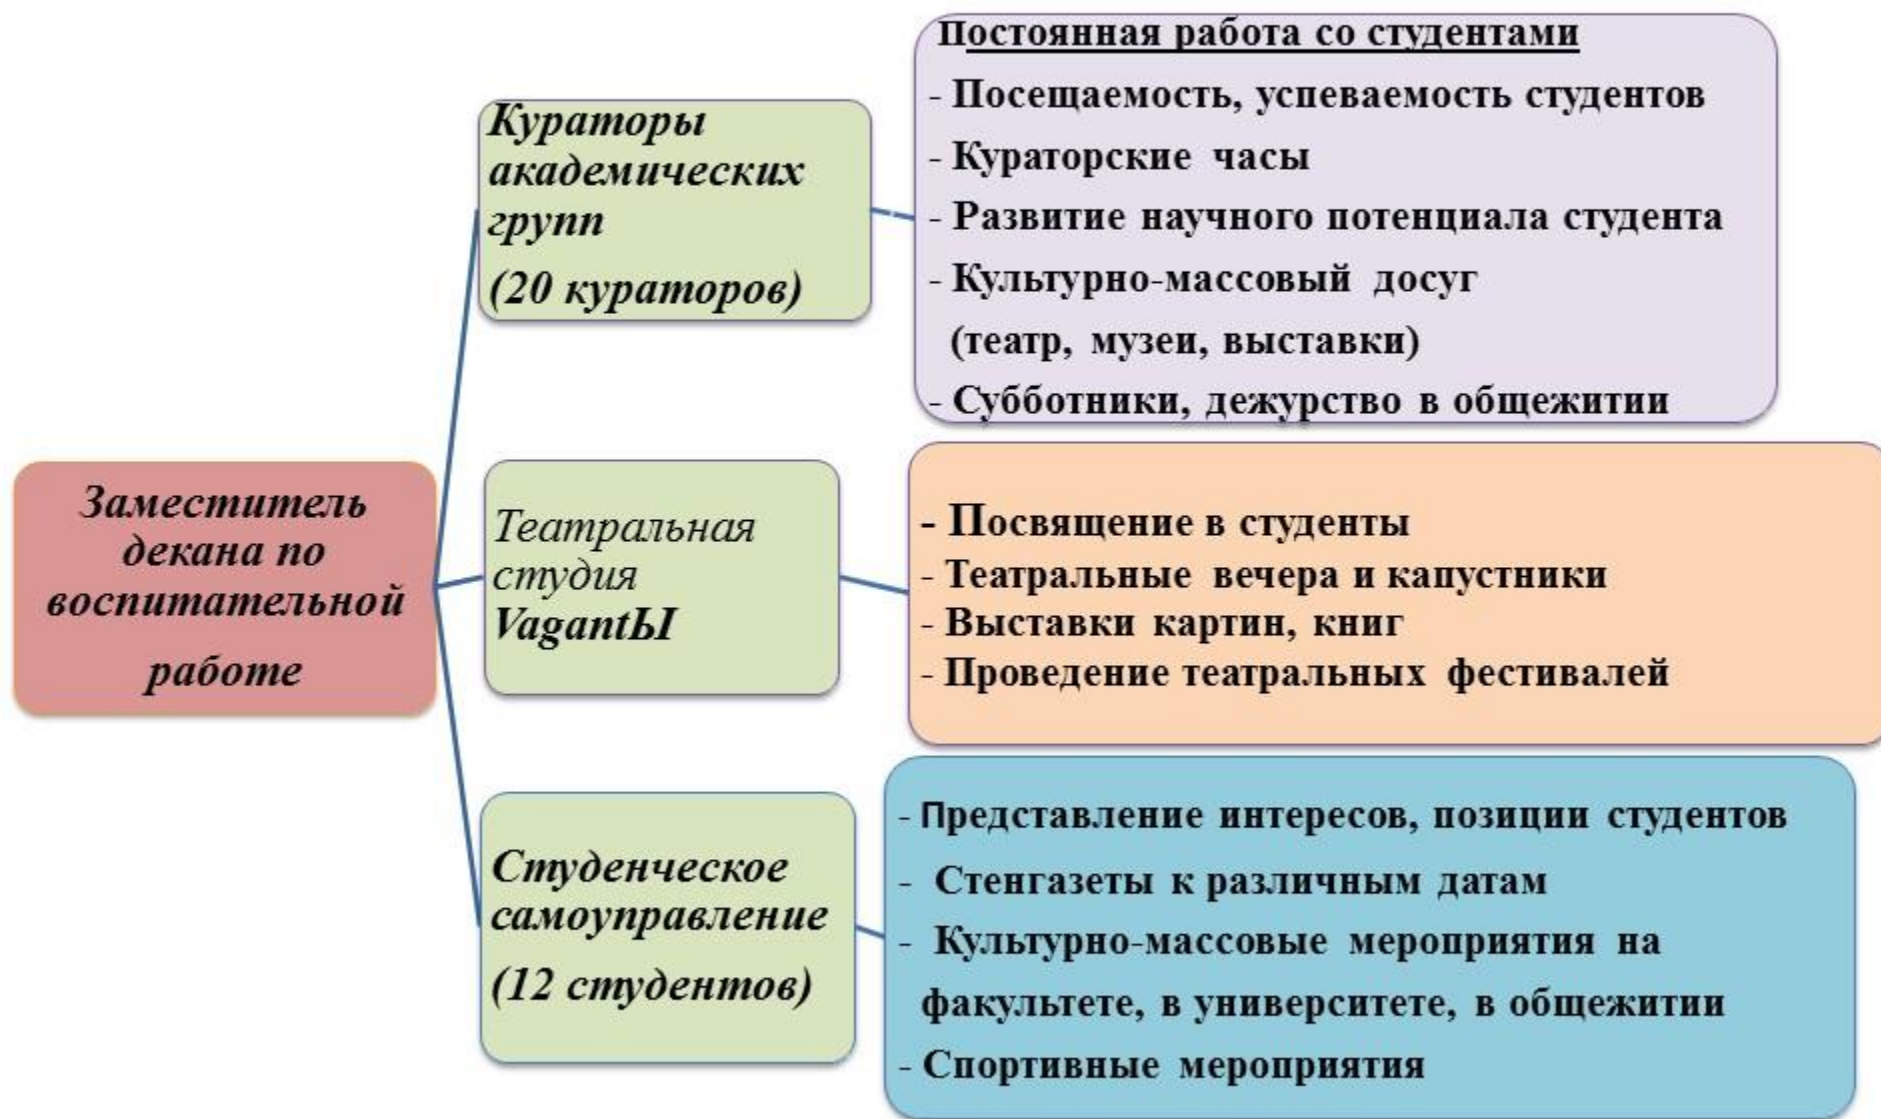 Заместитель
декана по
воспитательной
работе
Кураторы
академических
групп
(20 кураторов)
Постоянная работа со студентами
- Посещаемость, успеваемость студентов
- Кураторские часы
- Развитие научного потенциала студента
- Культурно-массовый досуг
(театр, музеи, выставки)
- Субботники, дежурство в общежитии
Театральная
студия
VagantЫ
- Посвящение в студенты
- Театральные вечера и капустники
- Выставки картин, книг
- Проведение театральных фестивалей
Студенческое
самоуправление
(12 студентов)
- Представление интересов, позиции студентов
- Стенгазеты к различным датам
- Культурно-массовые мероприятия на
факультете, в университете, в общежитии
- Спортивные мероприятия